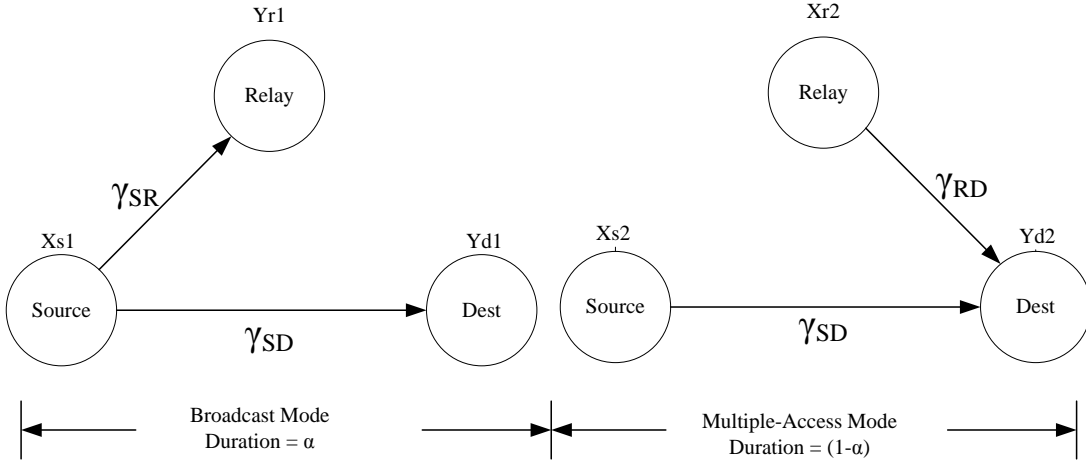 Yr1
Relay
γSR
Xs1
Source
Yd1
Dest
γSD
Broadcast Mode
Duration = α
Xr2
Relay
γRD
Xs2
Source
Yd2
Dest
γSD
Multiple-Access Mode
Duration = (1-α)